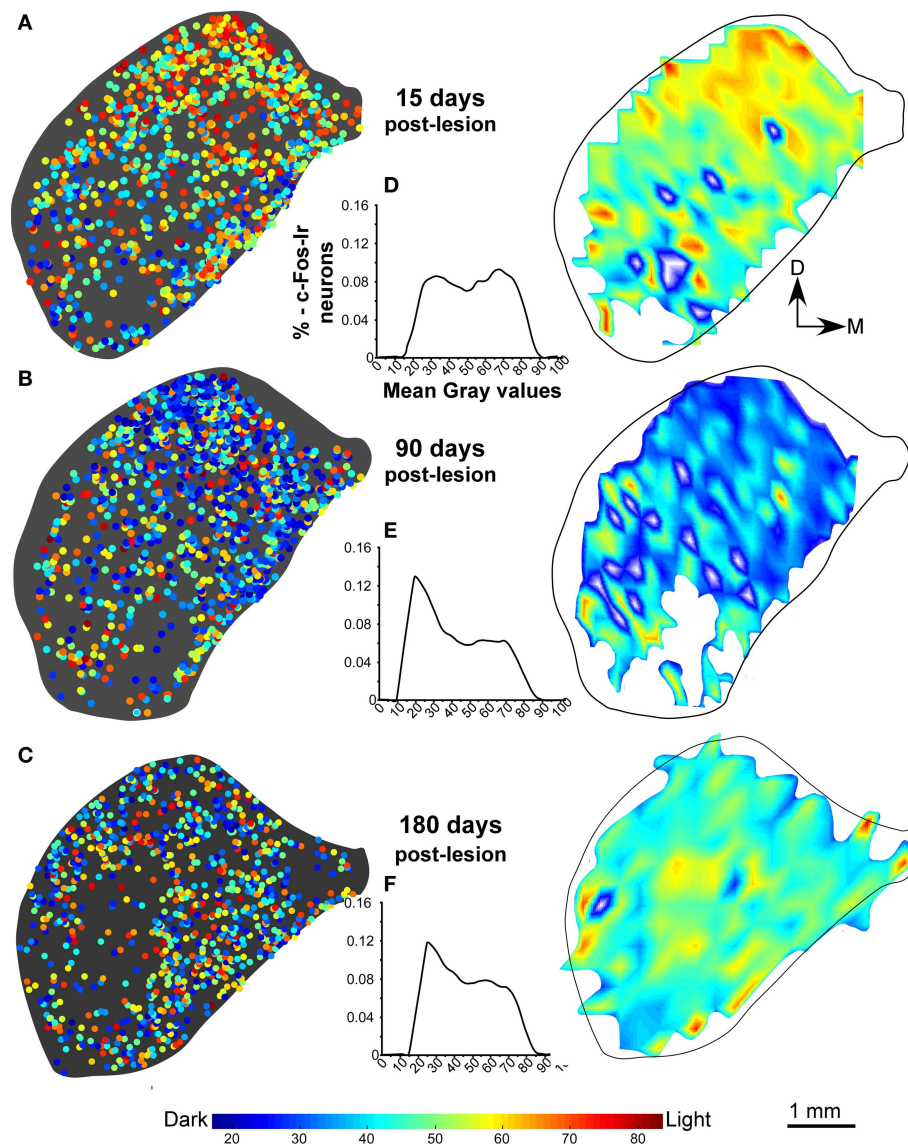 A
15 days
post-lesion
D
0.16
0.12
0.08
0.04
0
% - c-Fos-Ir
neurons
0 10 20 30 40 50 60 70 80 90 100
Mean Gray values
D
M
B
90 days
post-lesion
E
0.16
0.12
0.08
0.04
0
0 10 20 30 40 50 60 70 80 90 100
C
180 days
post-lesion
F
0.16
0.12
0.08
0.04
0
0 10 20 30 40 50 60 70 80 90
Dark
Light
20 30 40 50 60 70 80
1 mm